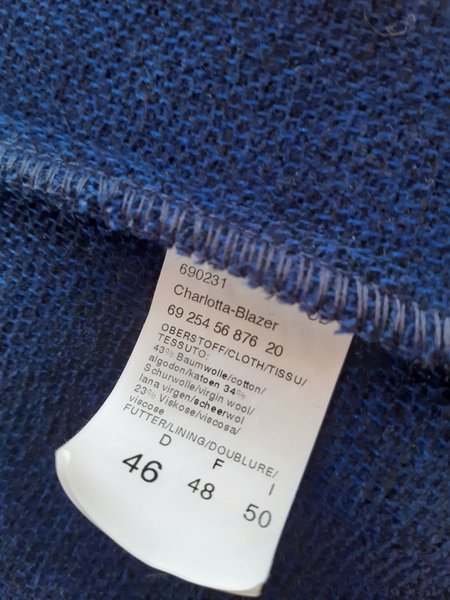 690231
Charlotta-Blazer
69 254 56 876 20
OBERSTOFF/CLOTH/TISSU/
TESSUTO:
43% Baumwolle/cotton/
algodon/katoen 34%
Schurwolle/virgin wool/
lana virgen/scheerwol
23% Viskose/viscosa/
viscose
FUTTER/LINING/DOUBLURE/
D F I
46 48 50